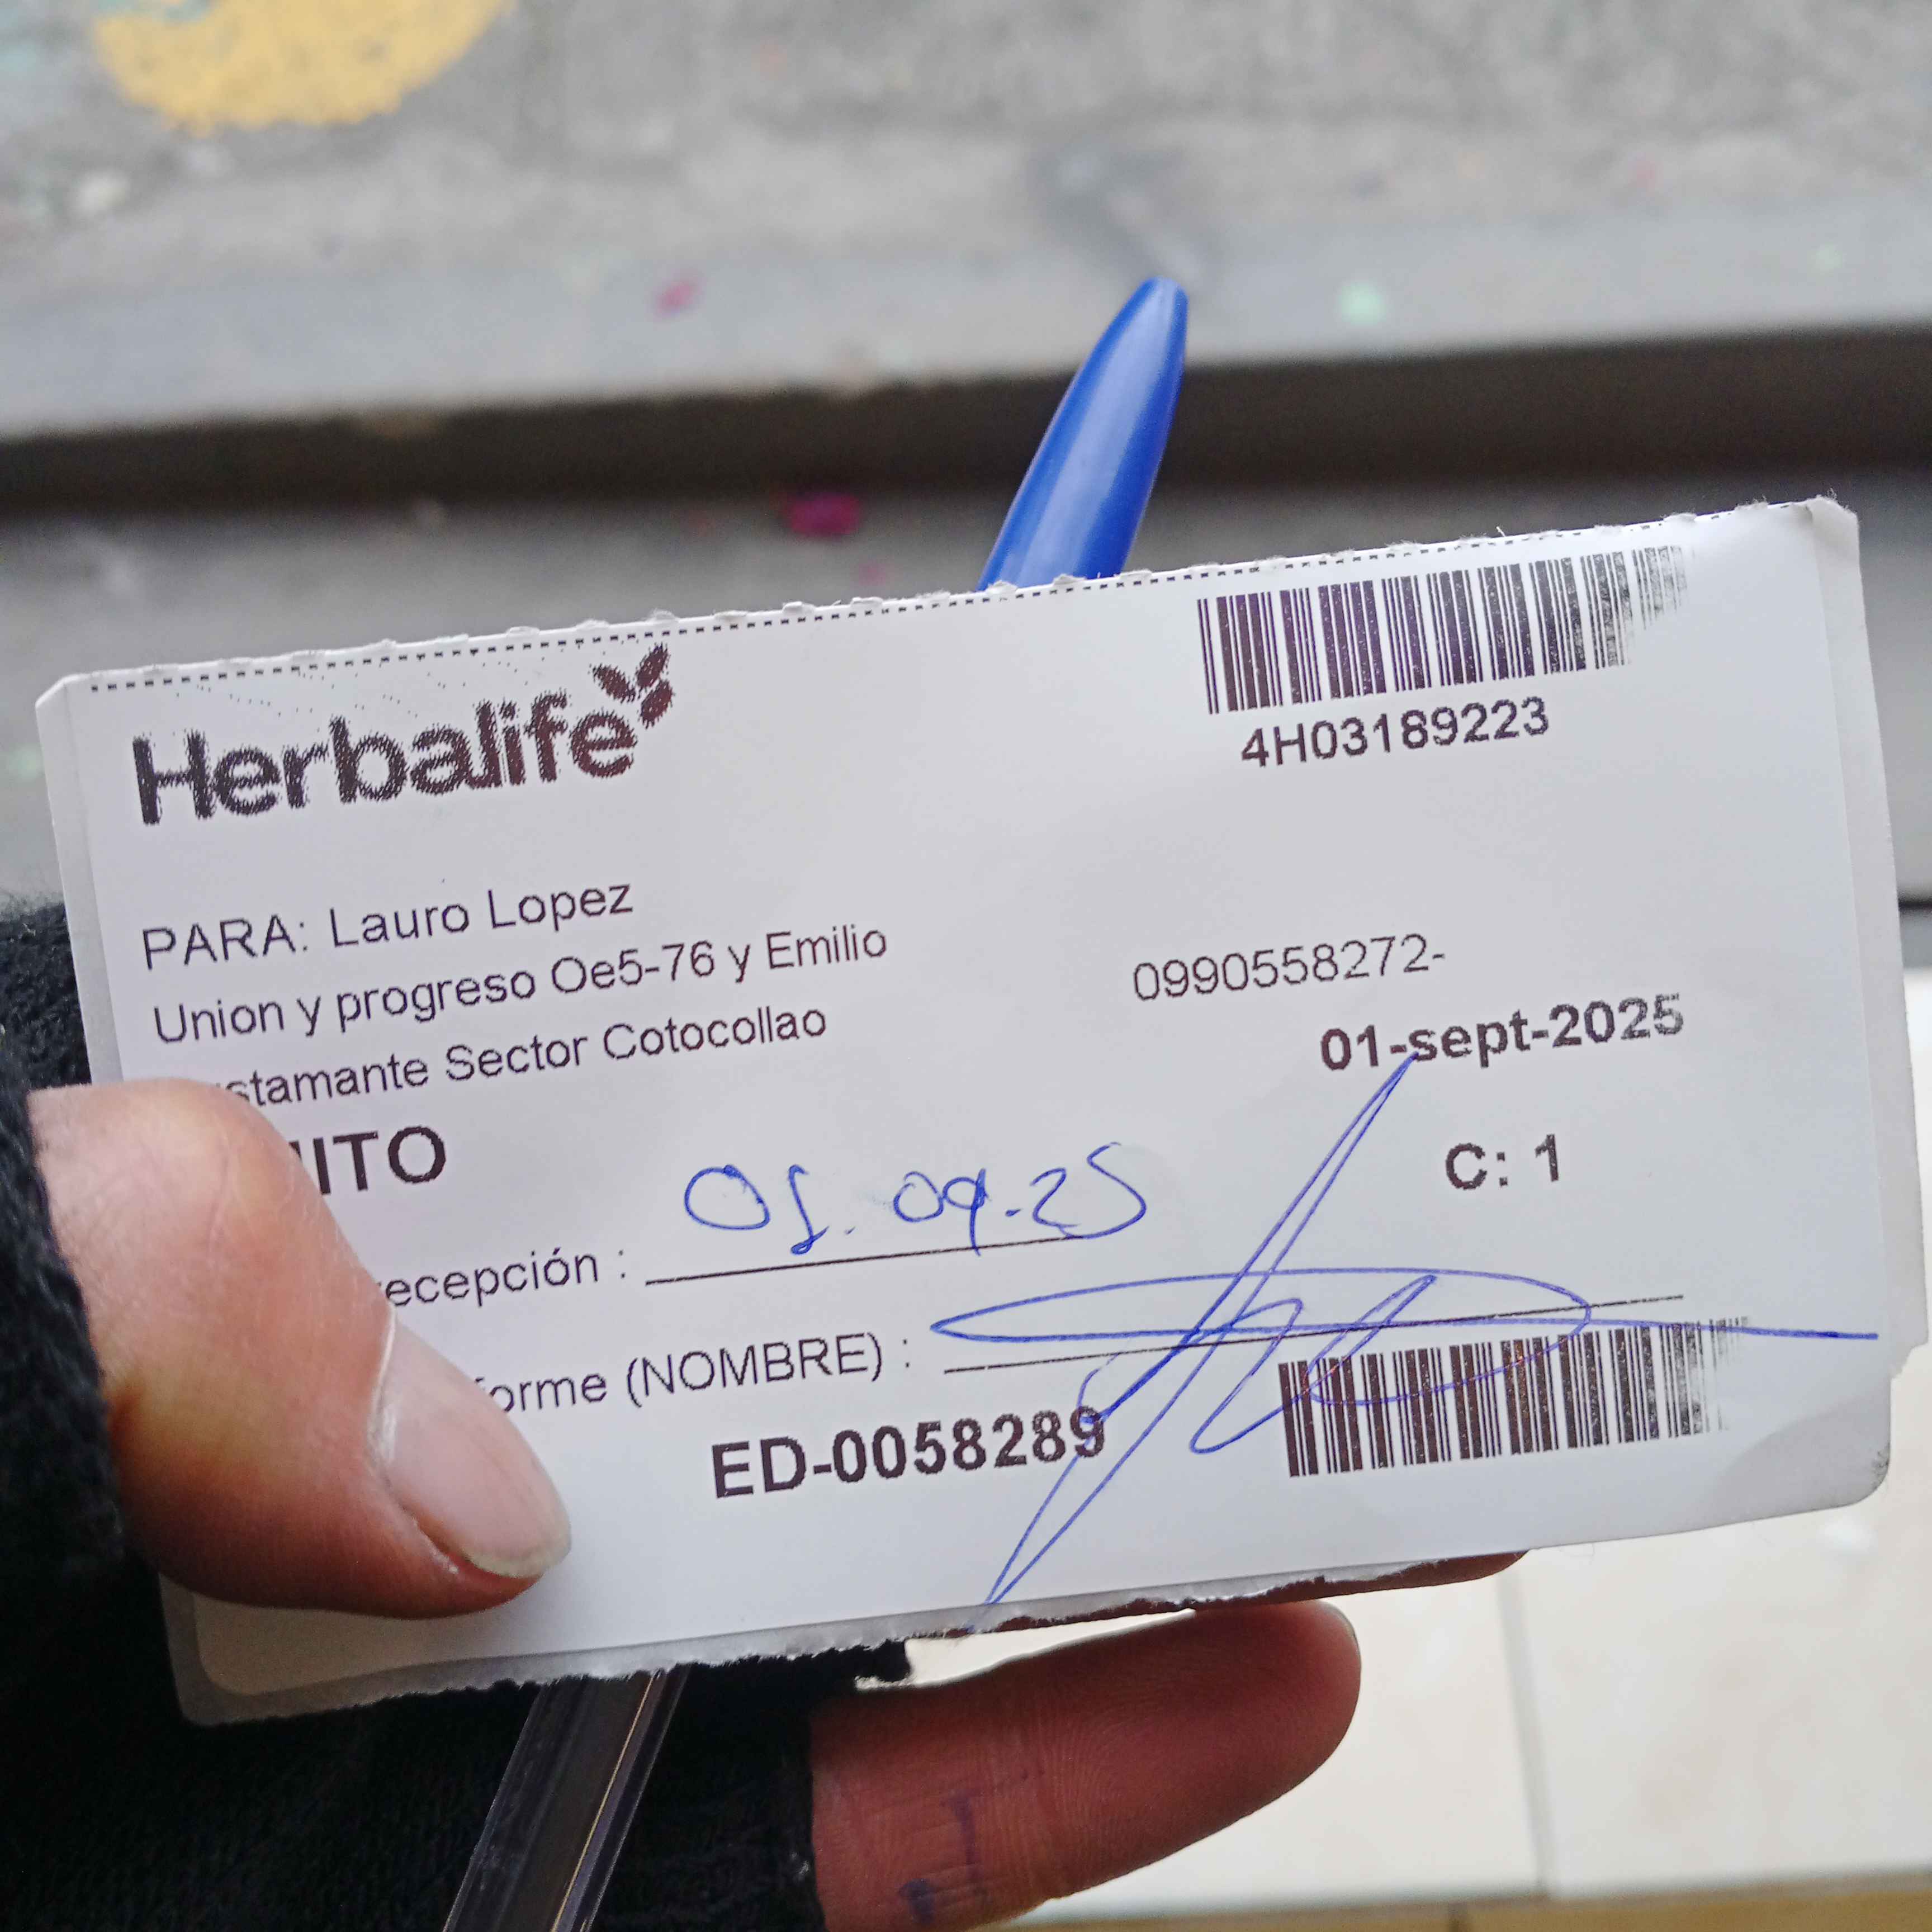 Herbalife
4H03189223
PARA: Lauro Lopez
Union y progreso Oe5-76 y Emilio
stamante Sector Cotocollao
0990558272-
01-sept-2025
ITO
C: 1
ecepción : 01.09.25
orme (NOMBRE) :
ED-0058289